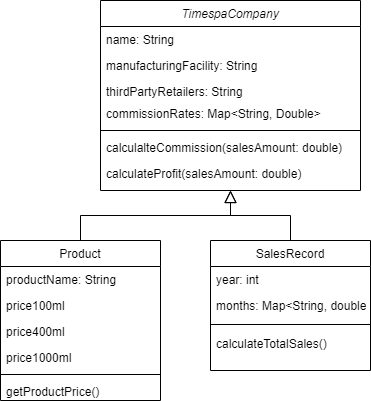 TimespaCompany
name: String
manufacturingFacility: String
thirdPartyRetailers: String
commissionRates: Map<String, Double>
calculalteCommission(salesAmount: double)
calculateProfit(salesAmount: double)
Product
productName: String
price100ml
price400ml
price1000ml
getProductPrice()
SalesRecord
year: int
months: Map<String, double
calculateTotalSales()